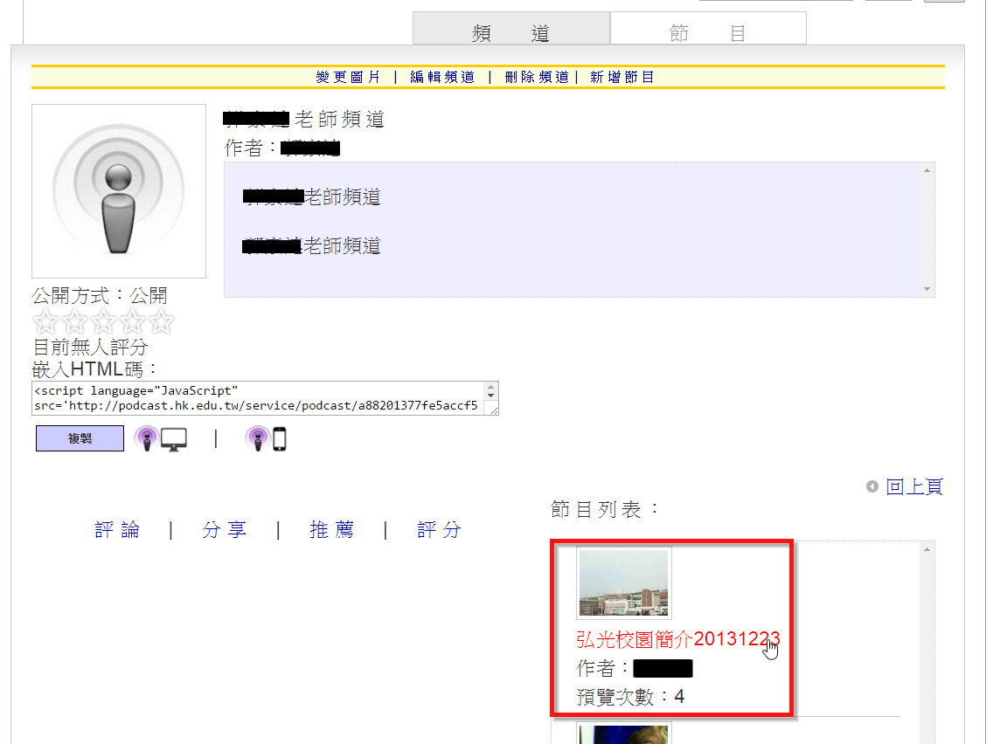 頻 道 節 目
變更圖片 | 編輯頻道 | 刪除頻道 | 新增節目
老師頻道
作者：
老師頻道
老師頻道
公開方式：公開
目前無人評分
嵌入HTML碼：
<script language="JavaScript"
src='http://podcast.hk.edu.tw/service/podcast/a88201377fe5accf5
複製 |
回上頁
節目列表：
評論 | 分享 | 推薦 | 評分
弘光校園簡介20131223
作者：
預覽次數：4